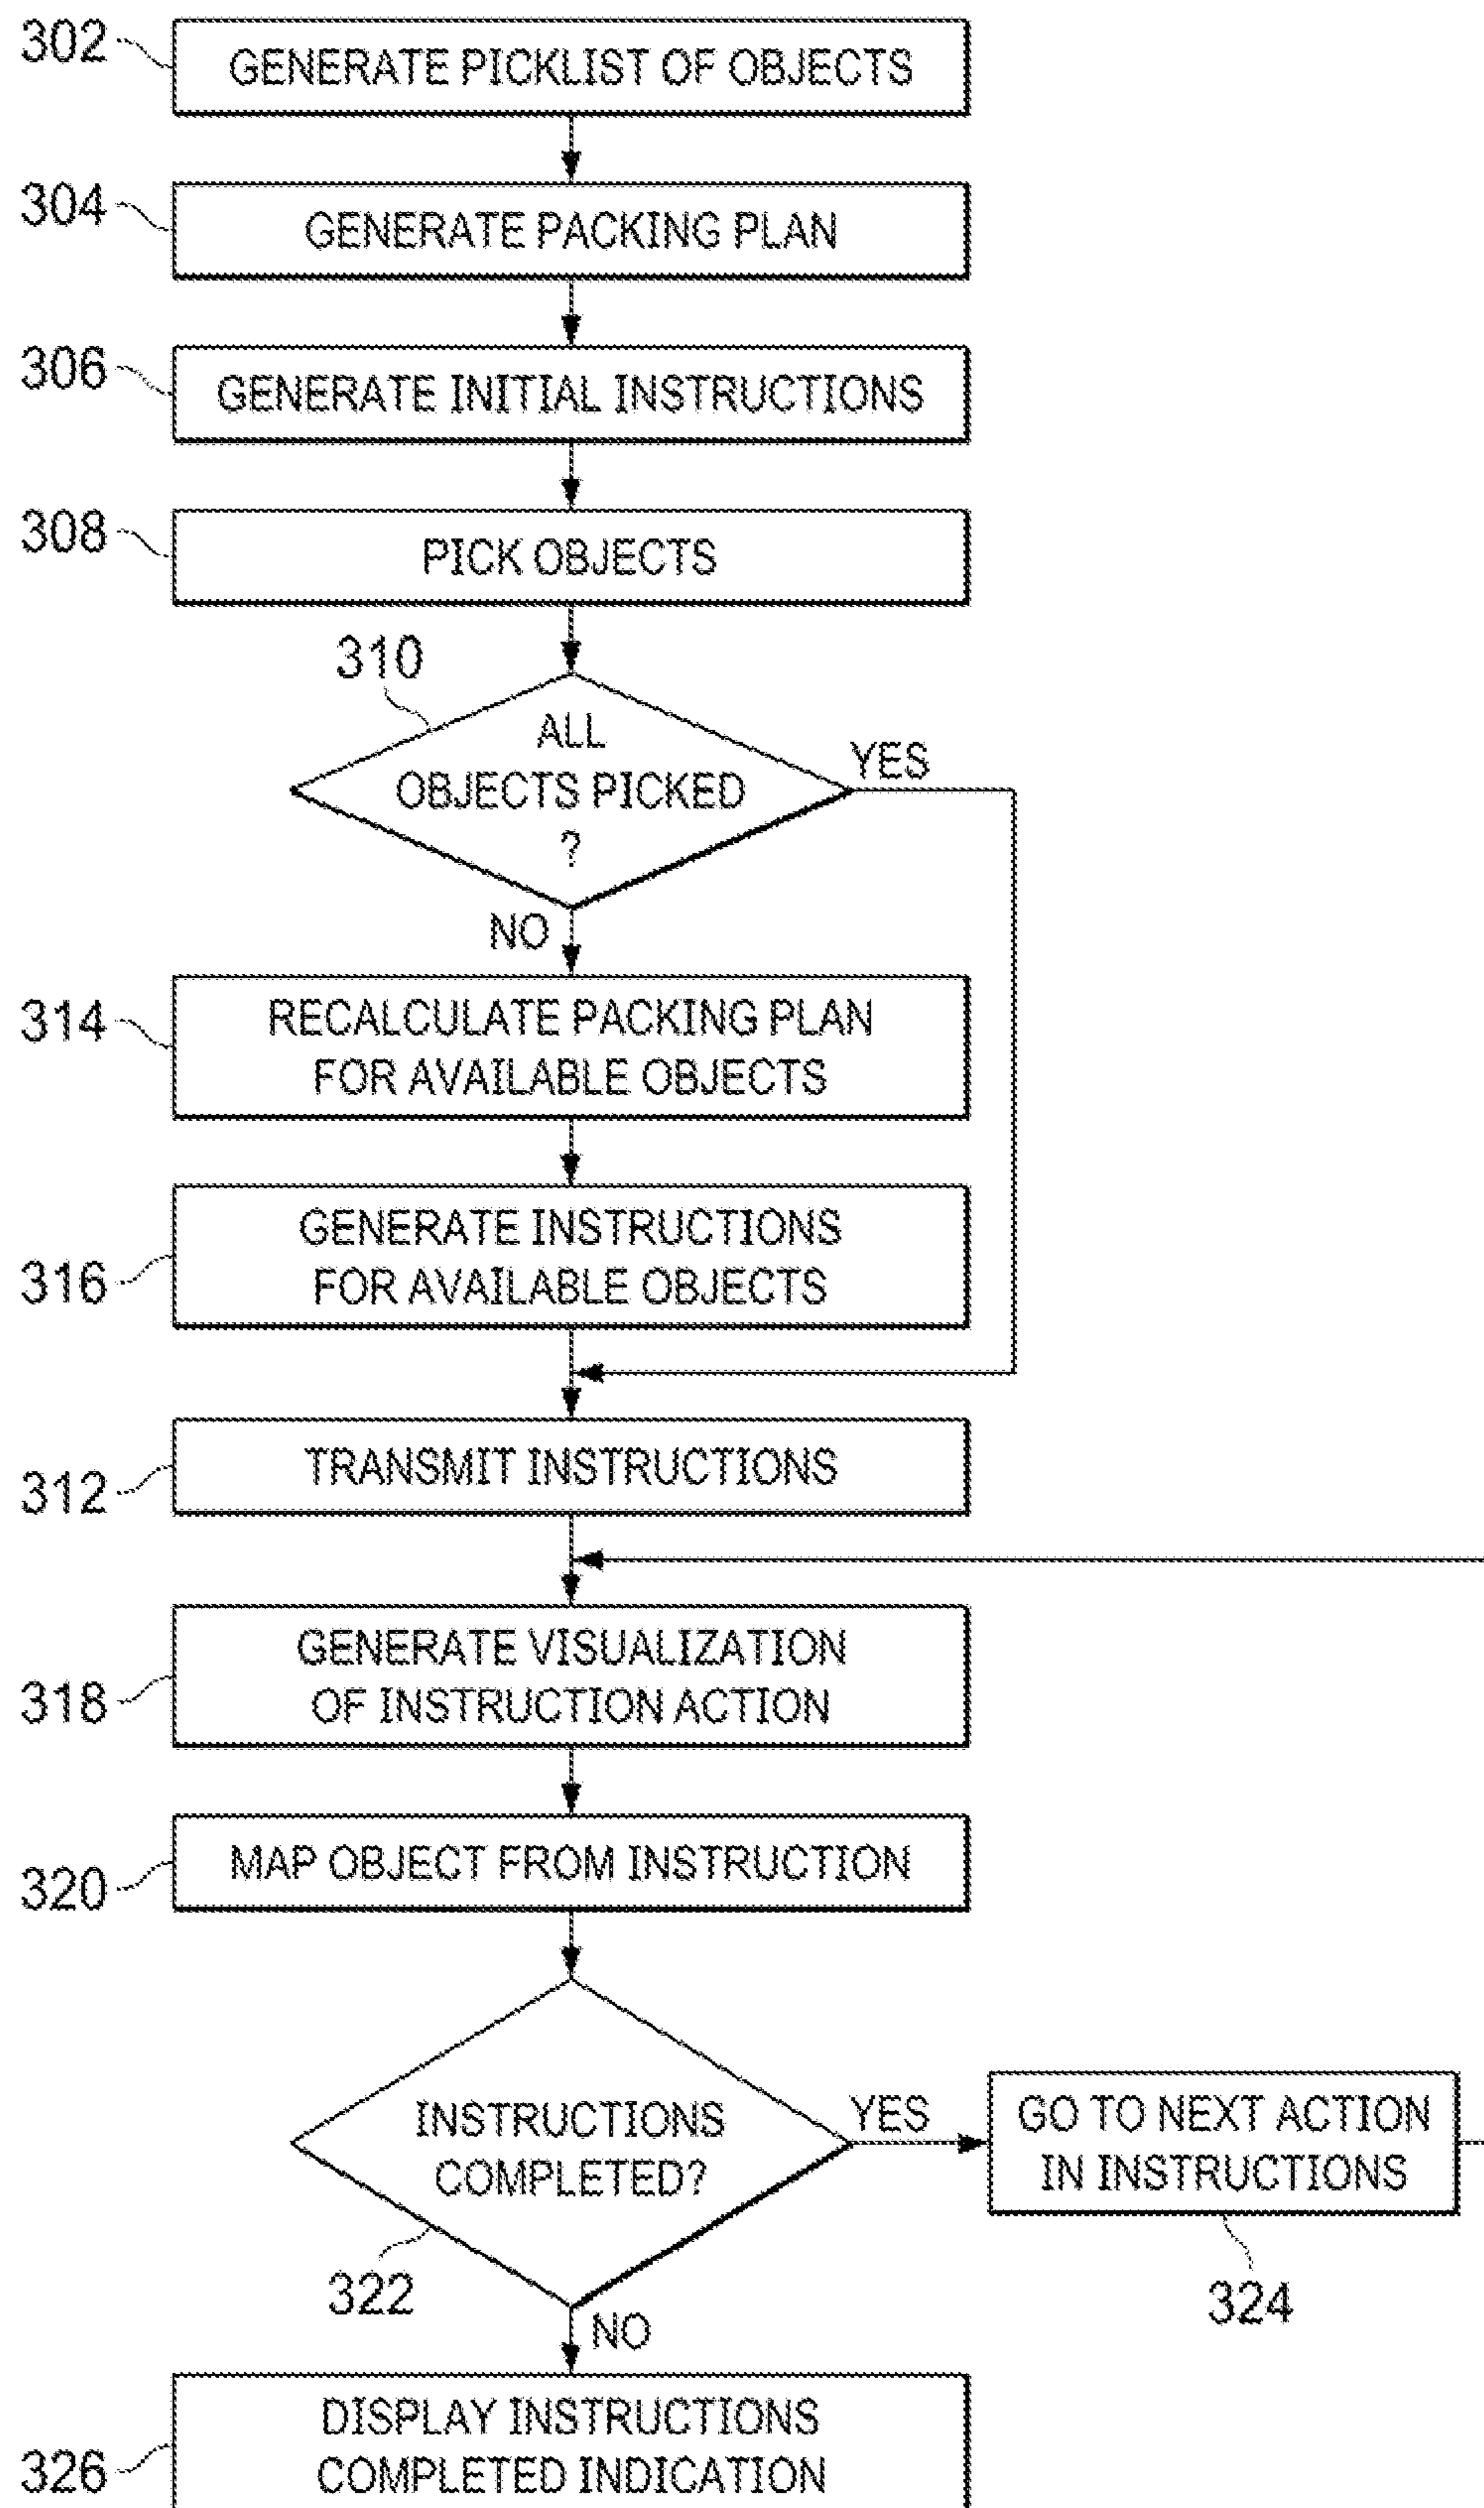 302
GENERATE PICKLIST OF OBJECTS
304
GENERATE PACKING PLAN
306
GENERATE INITIAL INSTRUCTIONS
308
PICK OBJECTS
310
ALL
OBJECTS PICKED
?
YES
NO
314
RECALCULATE PACKING PLAN
FOR AVAILABLE OBJECTS
316
GENERATE INSTRUCTIONS
FOR AVAILABLE OBJECTS
312
TRANSMIT INSTRUCTIONS
318
GENERATE VISUALIZATION
OF INSTRUCTION ACTION
320
MAP OBJECT FROM INSTRUCTION
322
INSTRUCTIONS
COMPLETED?
YES
GO TO NEXT ACTION
IN INSTRUCTIONS
324
NO
326
DISPLAY INSTRUCTIONS
COMPLETED INDICATION